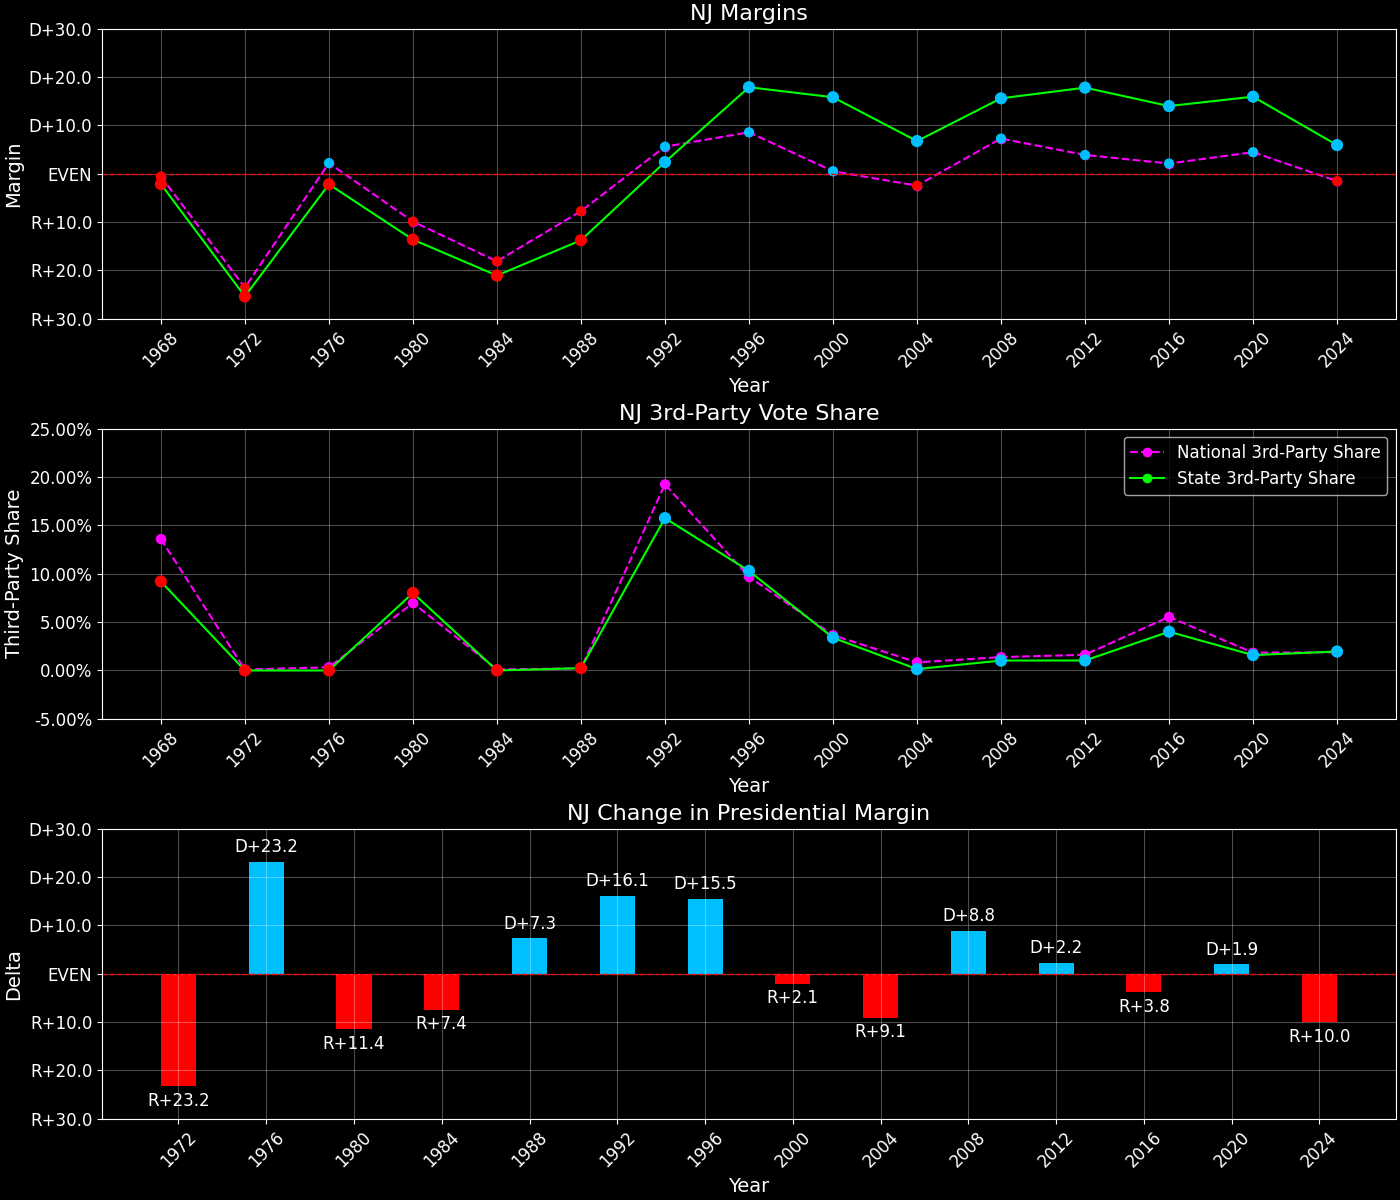 NJ Margins
D+30.0
D+20.0
D+10.0
EVEN
R+10.0
R+20.0
R+30.0
Margin
1968 1972 1976 1980 1984 1988 1992 1996 2000 2004 2008 2012 2016 2020 2024
Year
NJ 3rd-Party Vote Share
25.00%
20.00%
15.00%
10.00%
5.00%
0.00%
-5.00%
Third-Party Share
National 3rd-Party Share
State 3rd-Party Share
1968 1972 1976 1980 1984 1988 1992 1996 2000 2004 2008 2012 2016 2020 2024
Year
NJ Change in Presidential Margin
D+30.0
D+20.0
D+10.0
EVEN
R+10.0
R+20.0
R+30.0
Delta
R+23.2
D+23.2
R+11.4
R+7.4
D+7.3
D+16.1
D+15.5
R+2.1
R+9.1
D+8.8
D+2.2
R+3.8
D+1.9
R+10.0
1972 1976 1980 1984 1988 1992 1996 2000 2004 2008 2012 2016 2020 2024
Year